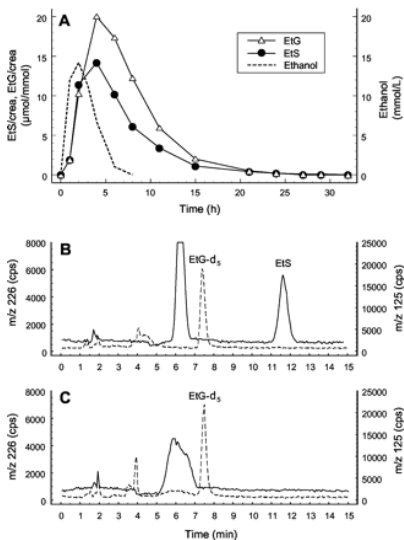 A
EtS/crea, EtG/crea
(µmol/mmol)
20
15
10
5
0
EtG
EtS
Ethanol
20
15
10
5
0
Ethanol
(mmol/L)
0 5 10 15 20 25 30
Time (h)
B
m/z 226 (cps)
8000
6000
4000
2000
0
EtG-d5
EtS
25000
20000
15000
10000
5000
0
m/z 125 (cps)
0 1 2 3 4 5 6 7 8 9 10 11 12 13 14 15
C
m/z 226 (cps)
8000
6000
4000
2000
0
EtG-d5
25000
20000
15000
10000
5000
0
m/z 125 (cps)
0 1 2 3 4 5 6 7 8 9 10 11 12 13 14 15
Time (min)